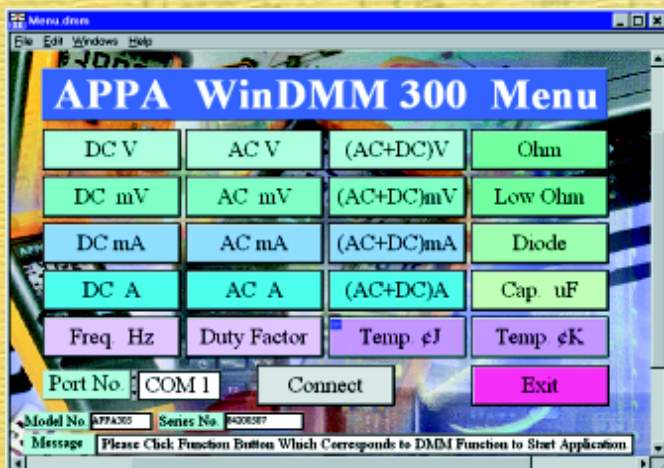 Menu.dmm
File Edit Windows Help
APPA WinDMM 300 Menu
DC V AC V (AC+DC)V Ohm
DC mV AC mV (AC+DC)mV Low Ohm
DC mA AC mA (AC+DC)mA Diode
DC A AC A (AC+DC)A Cap. uF
Freq. Hz Duty Factor Temp. ¢J Temp. ¢K
Port No. COM 1 Connect Exit
Model No. APPA305 Series No.
Message Please Click Function Button Which Corresponds to DMM Function to Start Application.